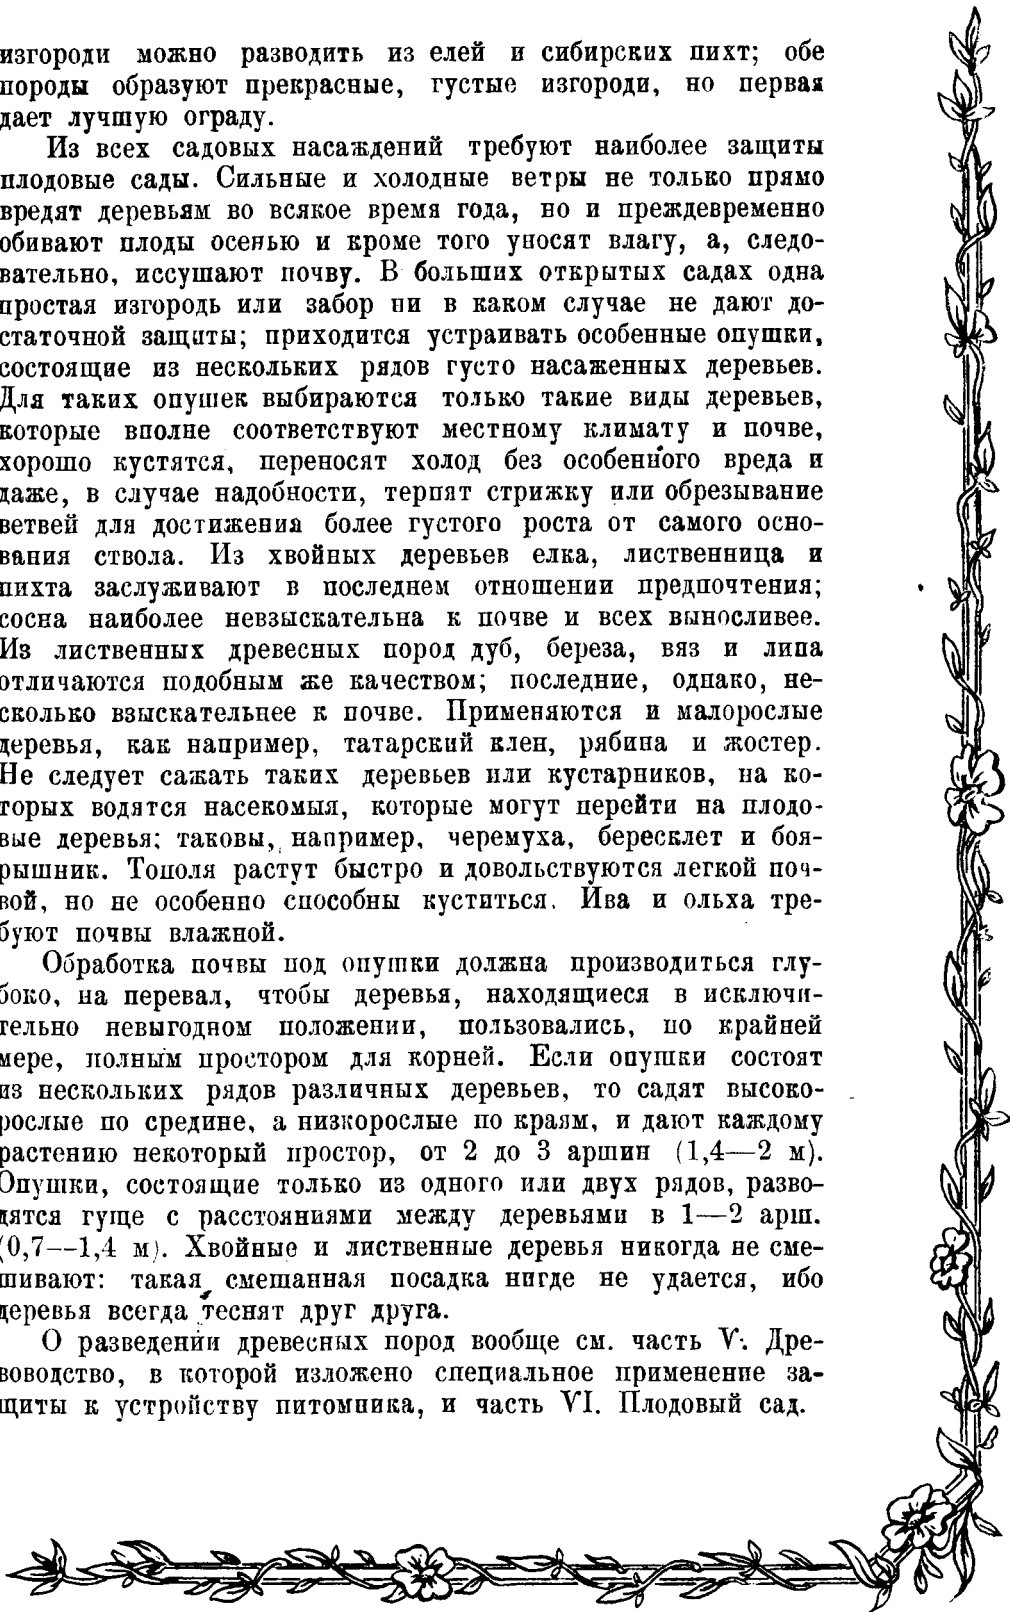 изгороди можно разводить из елей и сибирских пихт; обе
породы образуют прекрасные, густые изгороди, но первая
дает лучшую ограду.
Из всех садовых насаждений требуют наиболее защиты
плодовые сады. Сильные и холодные ветры не только прямо
вредят деревьям во всякое время года, но и преждевременно
обивают плоды осенью и кроме того уносят влагу, а, следо-
вательно, иссушают почву. В больших открытых садах одна
простая изгородь или забор ни в каком случае не дают до-
статочной защиты; приходится устраивать особенные опушки,
состоящие из нескольких рядов густо насаженных деревьев.
Для таких опушек выбираются только такие виды деревьев,
которые вполне соответствуют местному климату и почве,
хорошо кустятся, переносят холод без особенного вреда и
даже, в случае надобности, терпят стрижку или обрезывание
ветвей для достижения более густого роста от самого осно-
вания ствола. Из хвойных деревьев елка, лиственница и
пихта заслуживают в последнем отношении предпочтения;
сосна наиболее невзыскательна к почве и всех выносливее.
Из лиственных древесных пород дуб, береза, вяз и липа
отличаются подобным же качеством; последние, однако, не-
сколько взыскательнее к почве. Применяются и малорослые
деревья, как например, татарский клен, рябина и жостер.
Не следует сажать таких деревьев или кустарников, на ко-
торых водятся насекомыя, которые могут перейти на плодо-
вые деревья; таковы, например, черемуха, бересклет и боя-
рышник. Тополя растут быстро и довольствуются легкой поч-
вой, но не особенно способны куститься. Ива и ольха тре-
буют почвы влажной.
Обработка почвы под опушки должна производиться глу-
боко, на перевал, чтобы деревья, находящиеся в исключи-
тельно невыгодном положении, пользовались, по крайней
мере, полным простором для корней. Если опушки состоят
из нескольких рядов различных деревьев, то садят высоко-
рослые по средине, а низкорослые по краям, и дают каждому
растению некоторый простор, от 2 до 3 аршин (1,4—2 м).
Опушки, состоящие только из одного или двух рядов, разво-
дятся гуще с расстояниями между деревьями в 1—2 арш.
(0,7—1,4 м). Хвойные и лиственные деревья никогда не сме-
шивают: такая смешанная посадка нигде не удается, ибо
деревья всегда теснят друг друга.
О разведении древесных пород вообще см. часть V. Дре-
воводство, в которой изложено специальное применение за-
щиты к устройству питомника, и часть VI. Плодовый сад.